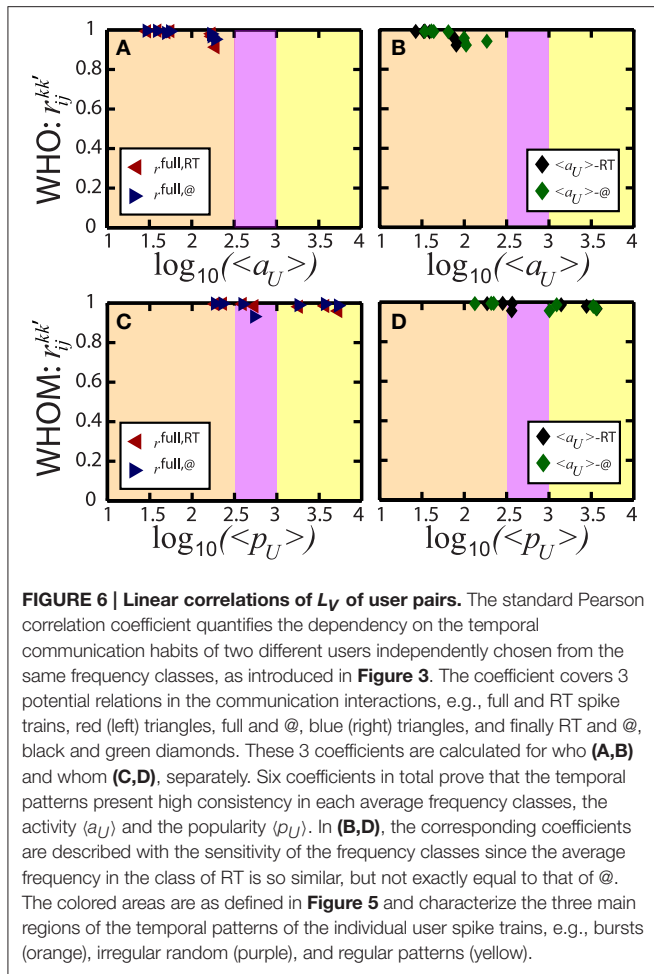 A
B
WHO: r_{ij}^{kk'}
1
0.8
0.6
0.4
0.2
0
r^{full,RT}
r^{full,@}
<a_U>-RT
<a_U>-@
1 1.5 2 2.5 3 3.5 4
1 1.5 2 2.5 3 3.5 4
log₁₀(<a_U>)
log₁₀(<a_U>)
C
D
WHOM: r_{ij}^{kk'}
1
0.8
0.6
0.4
0.2
0
r^{full,RT}
r^{full,@}
<a_U>-RT
<a_U>-@
1 1.5 2 2.5 3 3.5 4
1 1.5 2 2.5 3 3.5 4
log₁₀(<p_U>)
log₁₀(<p_U>)
FIGURE 6 | Linear correlations of L_V of user pairs. The standard Pearson
correlation coefficient quantifies the dependency on the temporal
communication habits of two different users independently chosen from the
same frequency classes, as introduced in Figure 3. The coefficient covers 3
potential relations in the communication interactions, e.g., full and RT spike
trains, red (left) triangles, full and @, blue (right) triangles, and finally RT and @,
black and green diamonds. These 3 coefficients are calculated for who (A,B)
and whom (C,D), separately. Six coefficients in total prove that the temporal
patterns present high consistency in each average frequency classes, the
activity ⟨a_U⟩ and the popularity ⟨p_U⟩. In (B,D), the corresponding coefficients
are described with the sensitivity of the frequency classes since the average
frequency in the class of RT is so similar, but not exactly equal to that of @.
The colored areas are as defined in Figure 5 and characterize the three main
regions of the temporal patterns of the individual user spike trains, e.g., bursts
(orange), irregular random (purple), and regular patterns (yellow).